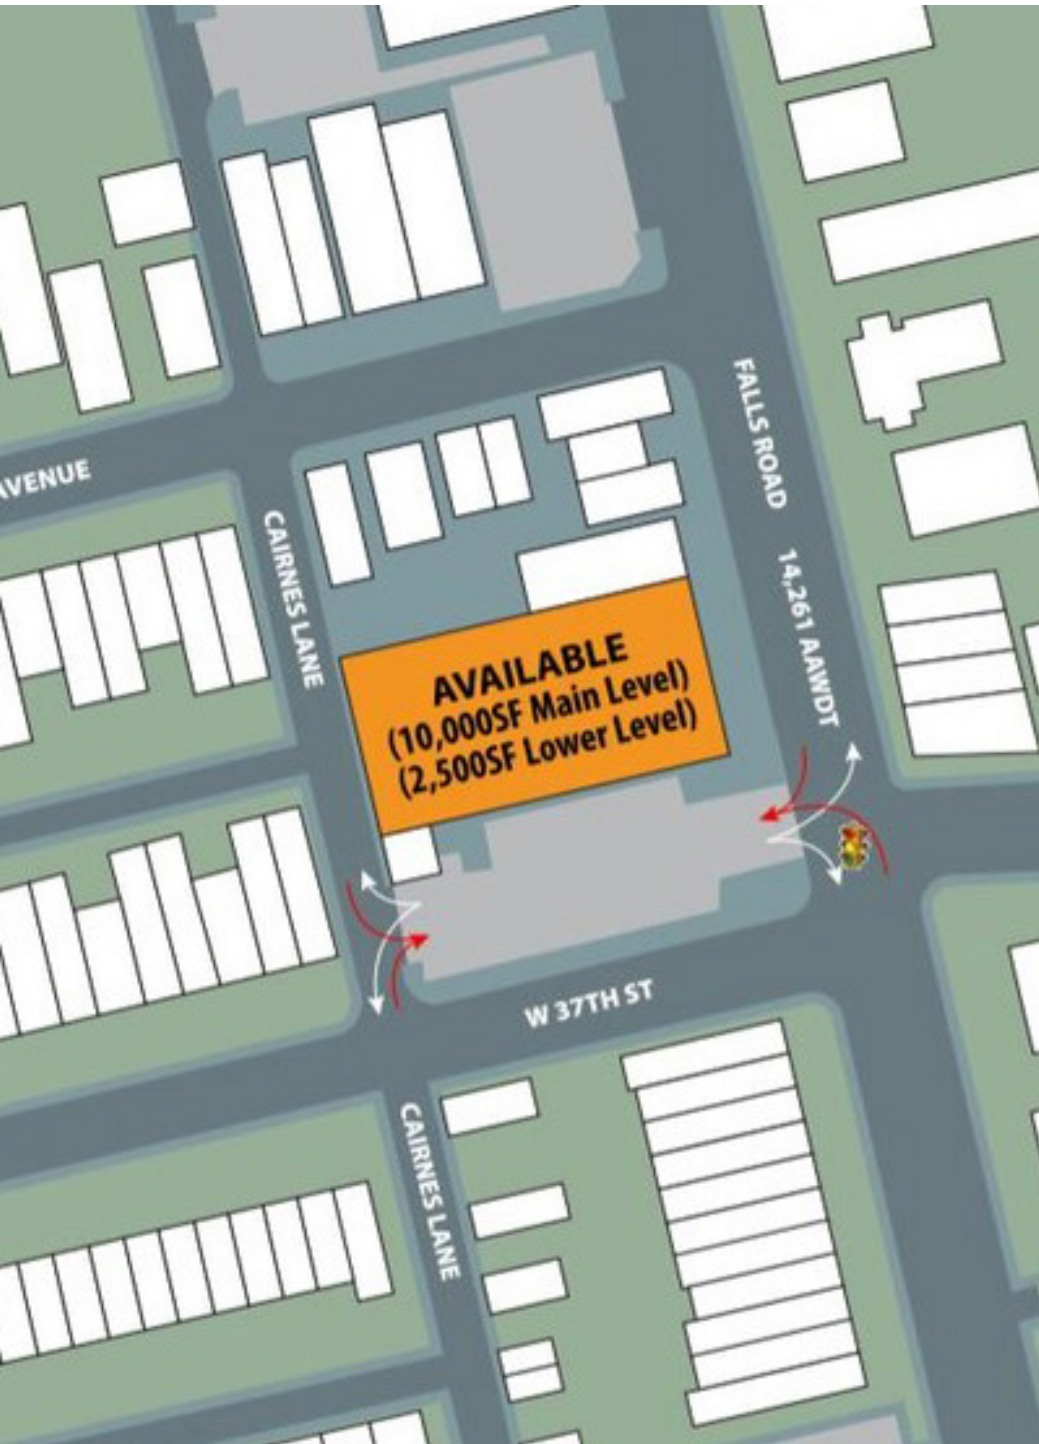 FALLS ROAD 14,261 AAWDT
AVENUE
CAIRNES LANE
AVAILABLE
(10,000SF Main Level)
(2,500SF Lower Level)
W 37TH ST
CAIRNES LANE